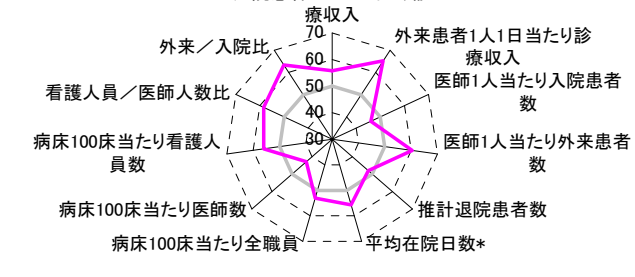 療収入
外来患者1人1日当たり診
療収入
医師1人当たり入院患者
数
医師1人当たり外来患者
数
推計退院患者数
平均在院日数*
病床100床当たり全職員
病床100床当たり医師数
病床100床当たり看護人
員数
看護人員／医師人数比
外来／入院比
70
60
50
40
30